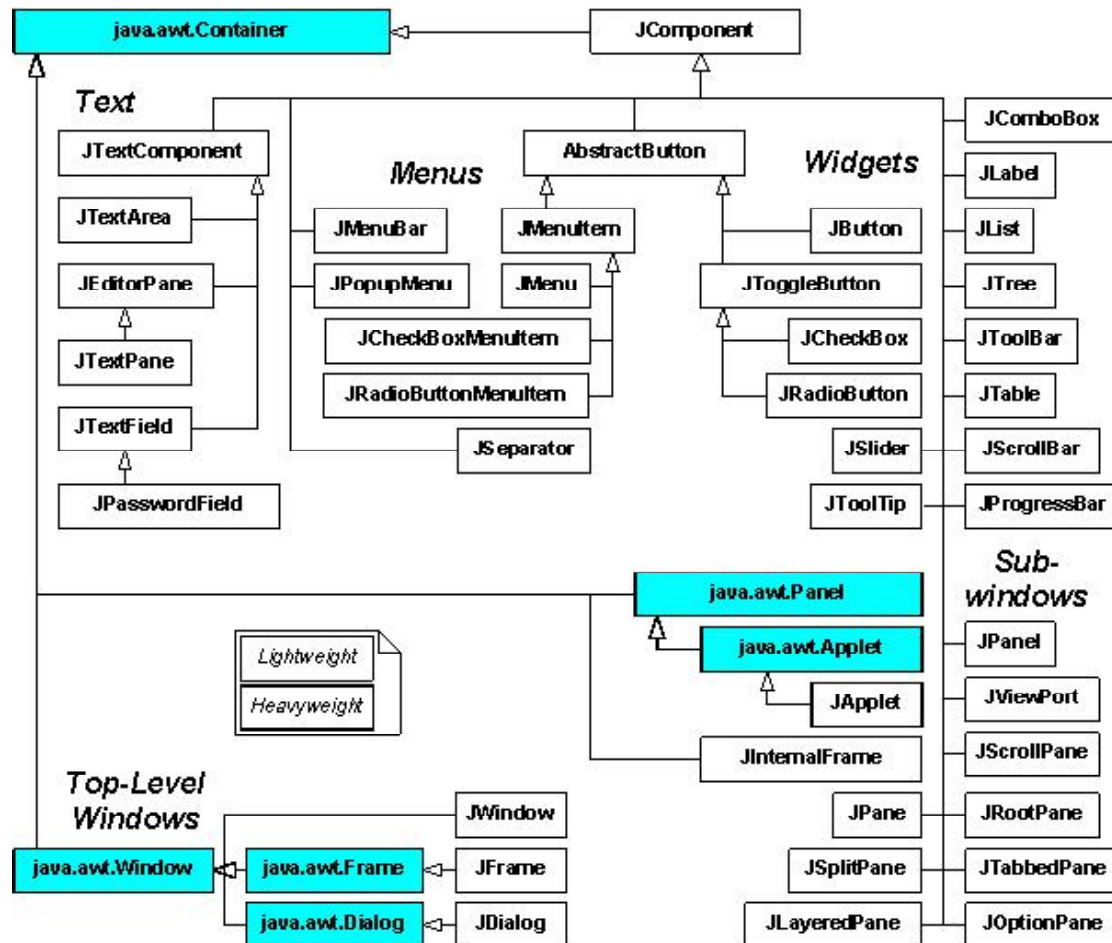 java.awt.Container
JComponent
Text
JComboBox
JTextComponent
AbstractButton
Menus
Widgets
JLabel
JTextArea
JMenuBar
JMenuItem
JButton
JList
JEditorPane
JPopupMenu
JMenu
JToggleButton
JTree
JCheckBoxMenuItem
JCheckBox
JToolBar
JTextPane
JRadioButtonMenuItem
JRadioButton
JTable
JTextField
JSeparator
JSlider
JScrollBar
JPasswordField
JToolTip
JProgressBar
Sub-
windows
java.awt.Panel
java.awt.Applet
JPanel
Lightweight
Heavyweight
JApplet
JViewPort
JInternalFrame
JScrollPane
Top-Level
Windows
JWindow
JPane
JRootPane
java.awt.Window
java.awt.Frame
JFrame
JSplitPane
JTabbedPane
java.awt.Dialog
JDialog
JLayeredPane
JOptionPane